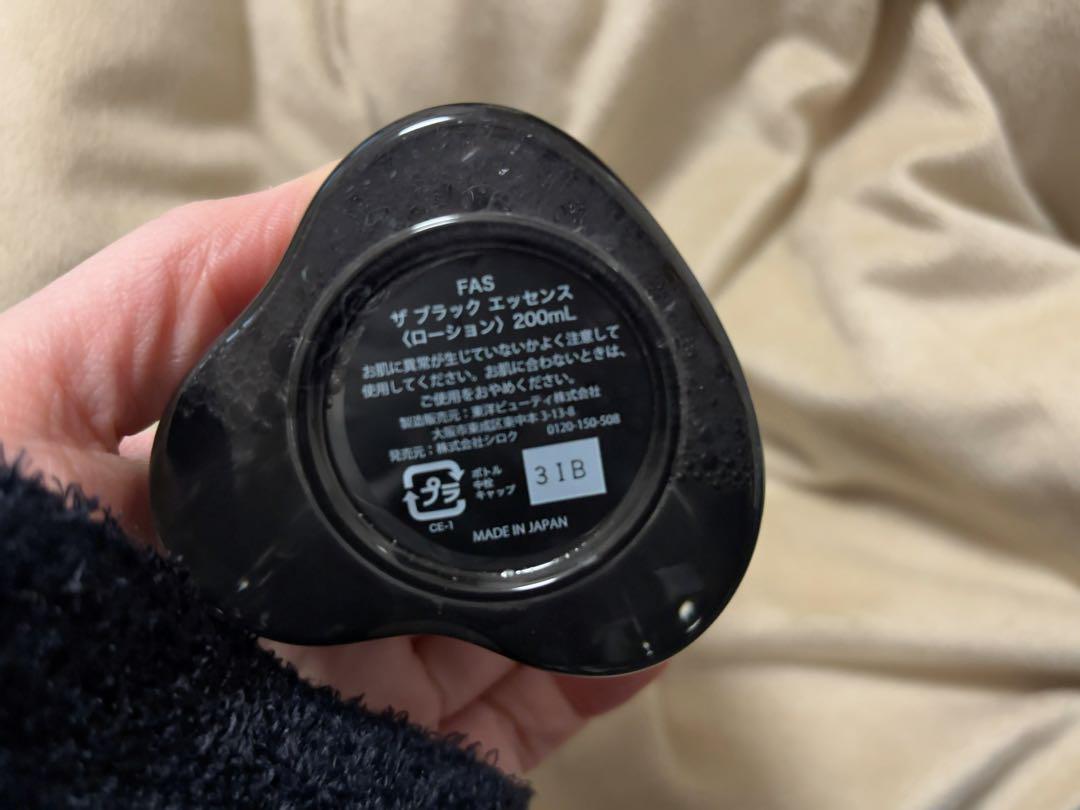 FAS
ザ ブラック エッセンス
〈ローション〉 200mL
お肌に異常が生じていないかよく注意して
使用してください。お肌に合わないときは、
ご使用をおやめください。
製造販売元：東洋ビューティ株式会社
大阪市東成区東中本3-13-8
発売元：株式会社シロク 0120-150-508
プラ
ボトル
中栓
キャップ
3IB
CE-1
MADE IN JAPAN